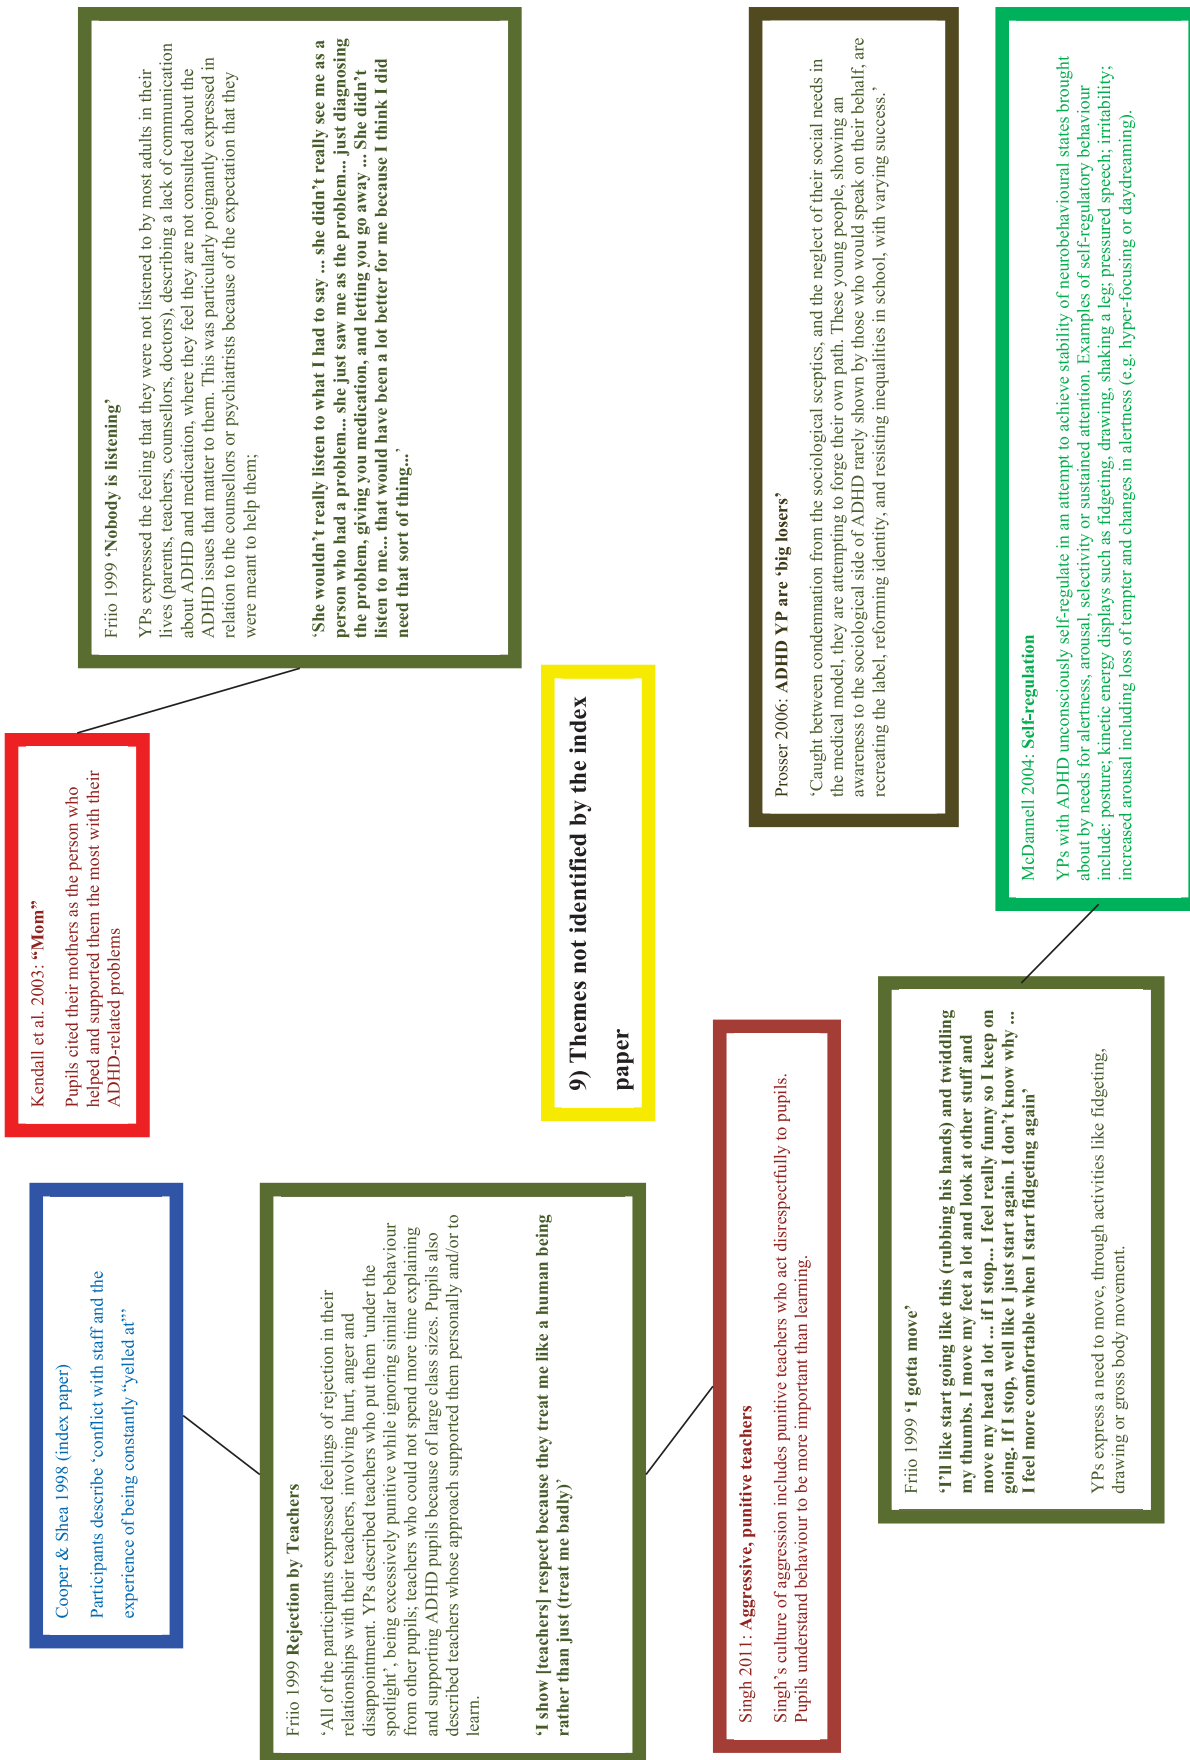 Cooper & Shea 1998 (index paper)
Participants describe ‘conflict with staff and the
experience of being constantly “yelled at”’
Kendall et al. 2003: “Mom”
Pupils cited their mothers as the person who
helped and supported them the most with their
ADHD-related problems
Friio 1999 ‘Nobody is listening’
YPs expressed the feeling that they were not listened to by most adults in their
lives (parents, teachers, counsellors, doctors), describing a lack of communication
about ADHD and medication, where they feel they are not consulted about the
ADHD issues that matter to them. This was particularly poignantly expressed in
relation to the counsellors or psychiatrists because of the expectation that they
were meant to help them;
‘She wouldn’t really listen to what I had to say ... she didn’t really see me as a
person who had a problem... she just saw me as the problem... just diagnosing
the problem, giving you medication, and letting you go away ... She didn’t
listen to me... that would have been a lot better for me because I think I did
need that sort of thing...’
Friio 1999 Rejection by Teachers
‘All of the participants expressed feelings of rejection in their
relationships with their teachers, involving hurt, anger and
disappointment. YPs described teachers who put them ‘under the
spotlight’, being excessively punitive while ignoring similar behaviour
from other pupils; teachers who could not spend more time explaining
and supporting ADHD pupils because of large class sizes. Pupils also
described teachers whose approach supported them personally and/or to
learn.
‘I show [teachers] respect because they treat me like a human being
rather than just (treat me badly)’
9) Themes not identified by the index
paper
Singh 2011: Aggressive, punitive teachers
Singh’s culture of aggression includes punitive teachers who act disrespectfully to pupils.
Pupils understand behaviour to be more important than learning.
Prosser 2006: ADHD YP are ‘big losers’
‘Caught between condemnation from the sociological sceptics, and the neglect of their social needs in
the medical model, they are attempting to forge their own path. These young people, showing an
awareness to the sociological side of ADHD rarely shown by those who would speak on their behalf, are
recreating the label, reforming identity, and resisting inequalities in school, with varying success.’
Friio 1999 ‘I gotta move’
‘I’ll like start going like this (rubbing his hands) and twiddling
my thumbs. I move my feet a lot and look at other stuff and
move my head a lot ... if I stop... I feel really funny so I keep on
going. If I stop, well like I just start again. I don’t know why ...
I feel more comfortable when I start fidgeting again’
YPs express a need to move, through activities like fidgeting,
drawing or gross body movement.
McDannell 2004: Self-regulation
YPs with ADHD unconsciously self-regulate in an attempt to achieve stability of neurobehavioural states brought
about by needs for alertness, arousal, selectivity or sustained attention. Examples of self-regulatory behaviour
include: posture; kinetic energy displays such as fidgeting, drawing, shaking a leg; pressured speech; irritability;
increased arousal including loss of tempter and changes in alertness (e.g. hyper-focusing or daydreaming).